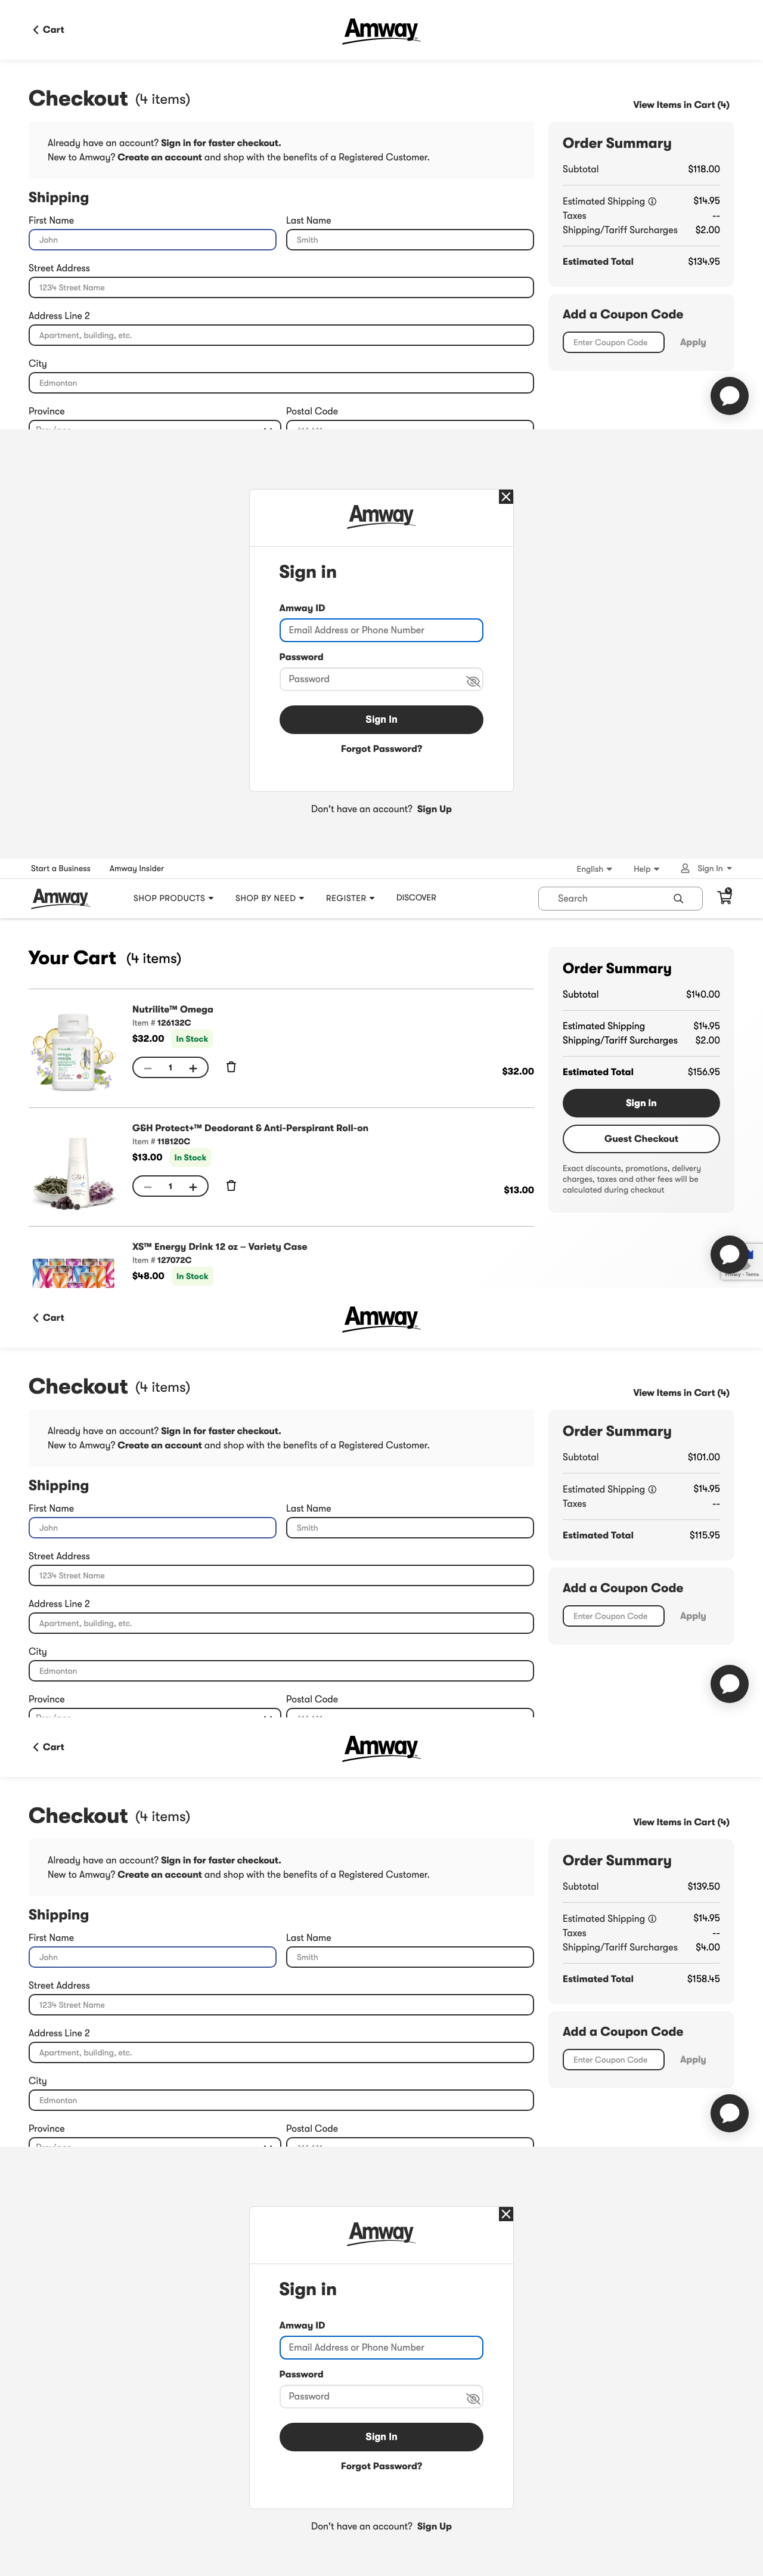 Cart
Amway
Checkout (4 items)
View Items in Cart (4)
Already have an account? Sign in for faster checkout.
New to Amway? Create an account and shop with the benefits of a Registered Customer.
Shipping
First Name
Last Name
John
Smith
Street Address
1234 Street Name
Address Line 2
Apartment, building, etc.
City
Edmonton
Province
Postal Code
Order Summary
Subtotal $118.00
Estimated Shipping $14.95
Taxes --
Shipping/Tariff Surcharges $2.00
Estimated Total $134.95
Add a Coupon Code
Enter Coupon Code Apply
Amway
Sign in
Amway ID
Email Address or Phone Number
Password
Password
Sign In
Forgot Password?
Don't have an account? Sign Up
Start a Business Amway Insider
English Help Sign In
Amway
SHOP PRODUCTS SHOP BY NEED REGISTER DISCOVER
Search
Your Cart (4 items)
Nutrilite™ Omega
Item # 126132C
$32.00 In Stock
1
$32.00
G&H Protect+™ Deodorant & Anti-Perspirant Roll-on
Item # 118120C
$13.00 In Stock
1
$13.00
XS™ Energy Drink 12 oz – Variety Case
Item # 127072C
$48.00 In Stock
Order Summary
Subtotal $140.00
Estimated Shipping $14.95
Shipping/Tariff Surcharges $2.00
Estimated Total $156.95
Sign In
Guest Checkout
Exact discounts, promotions, delivery
charges, taxes and other fees will be
calculated during checkout
Privacy - Terms
Cart
Amway
Checkout (4 items)
View Items in Cart (4)
Already have an account? Sign in for faster checkout.
New to Amway? Create an account and shop with the benefits of a Registered Customer.
Shipping
First Name
Last Name
John
Smith
Street Address
1234 Street Name
Address Line 2
Apartment, building, etc.
City
Edmonton
Province
Postal Code
Order Summary
Subtotal $101.00
Estimated Shipping $14.95
Taxes --
Estimated Total $115.95
Add a Coupon Code
Enter Coupon Code Apply
Cart
Amway
Checkout (4 items)
View Items in Cart (4)
Already have an account? Sign in for faster checkout.
New to Amway? Create an account and shop with the benefits of a Registered Customer.
Shipping
First Name
Last Name
John
Smith
Street Address
1234 Street Name
Address Line 2
Apartment, building, etc.
City
Edmonton
Province
Postal Code
Order Summary
Subtotal $139.50
Estimated Shipping $14.95
Taxes --
Shipping/Tariff Surcharges $4.00
Estimated Total $158.45
Add a Coupon Code
Enter Coupon Code Apply
Amway
Sign in
Amway ID
Email Address or Phone Number
Password
Password
Sign In
Forgot Password?
Don't have an account? Sign Up